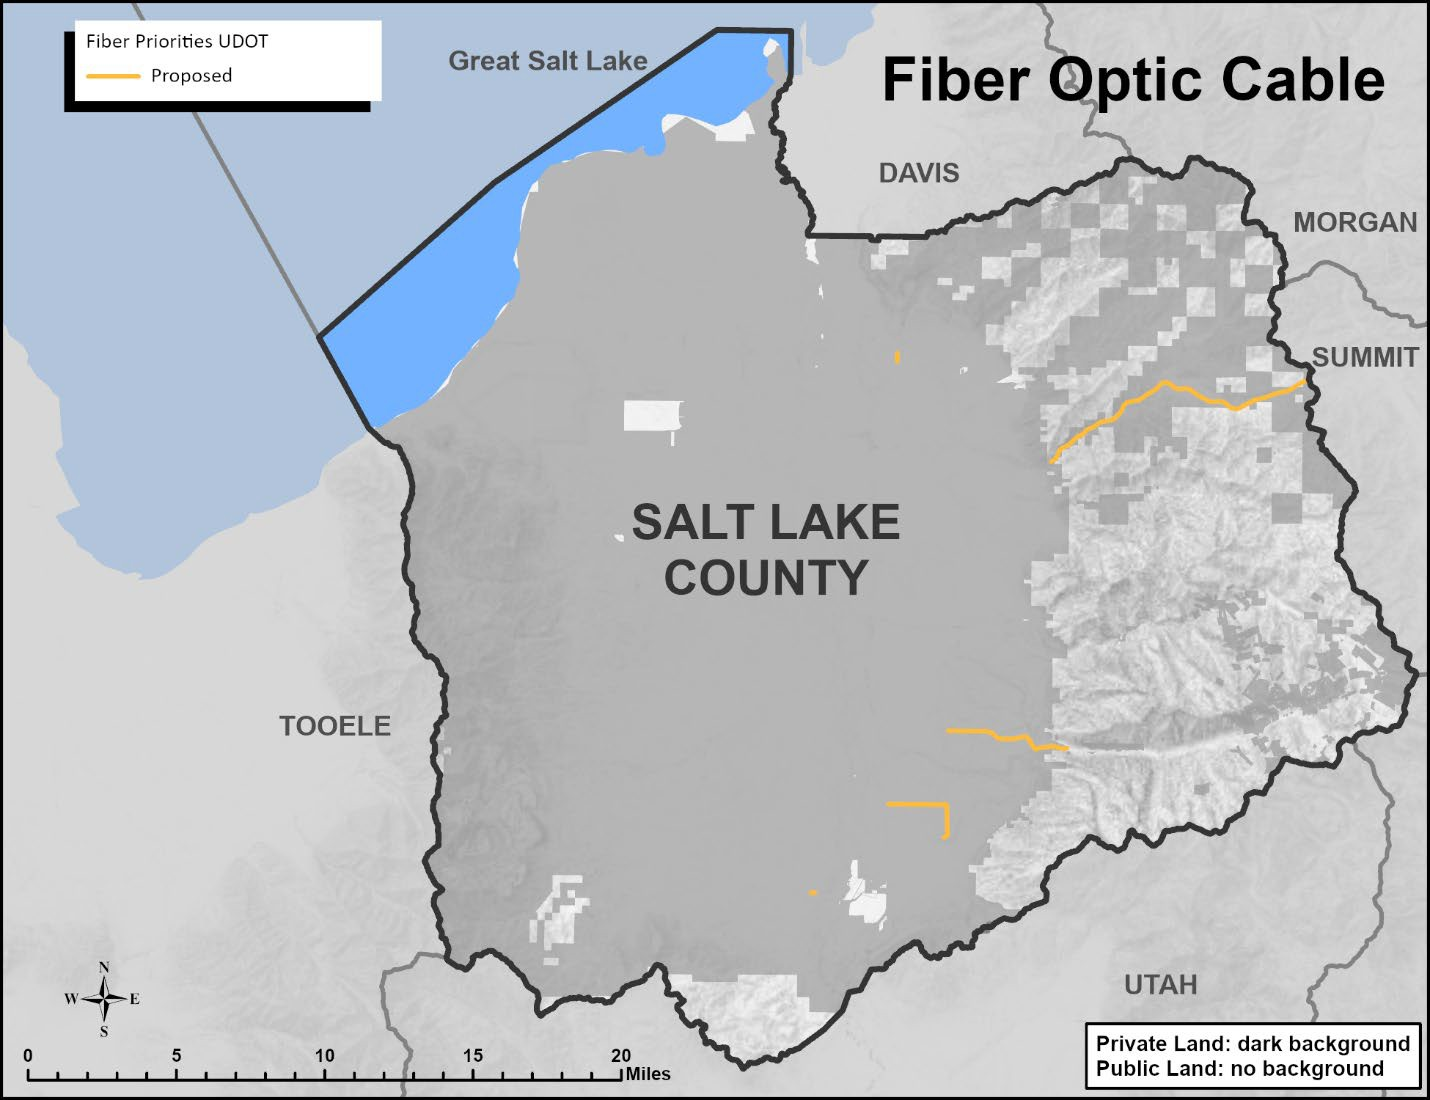 Fiber Priorities UDOT
Proposed
Great Salt Lake
Fiber Optic Cable
DAVIS
MORGAN
SUMMIT
SALT LAKE
COUNTY
TOOELE
UTAH
N
W E
S
0 5 10 15 20
Miles
Private Land: dark background
Public Land: no background